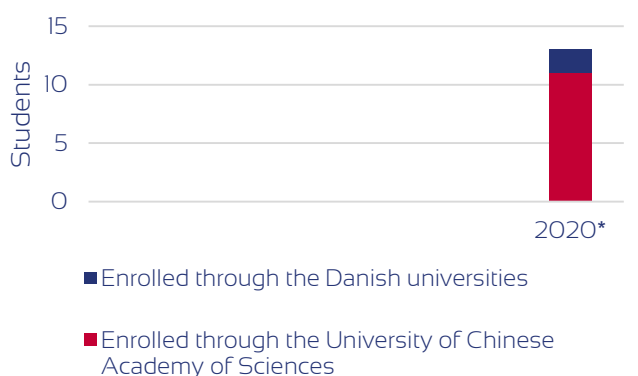 15
10
5
0
Students
2020*
Enrolled through the Danish universities
Enrolled through the University of Chinese
Academy of Sciences